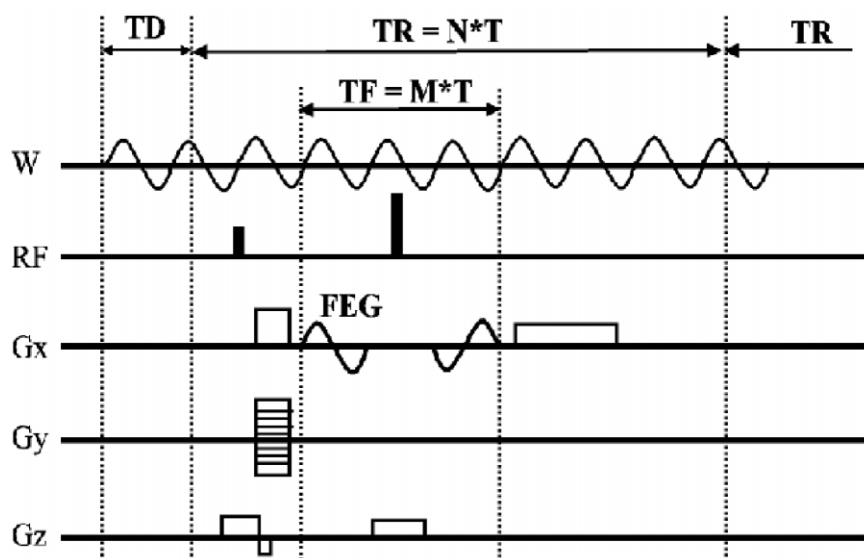 TD
TR = N*T
TR
TF = M*T
W
RF
FEG
Gx
Gy
Gz